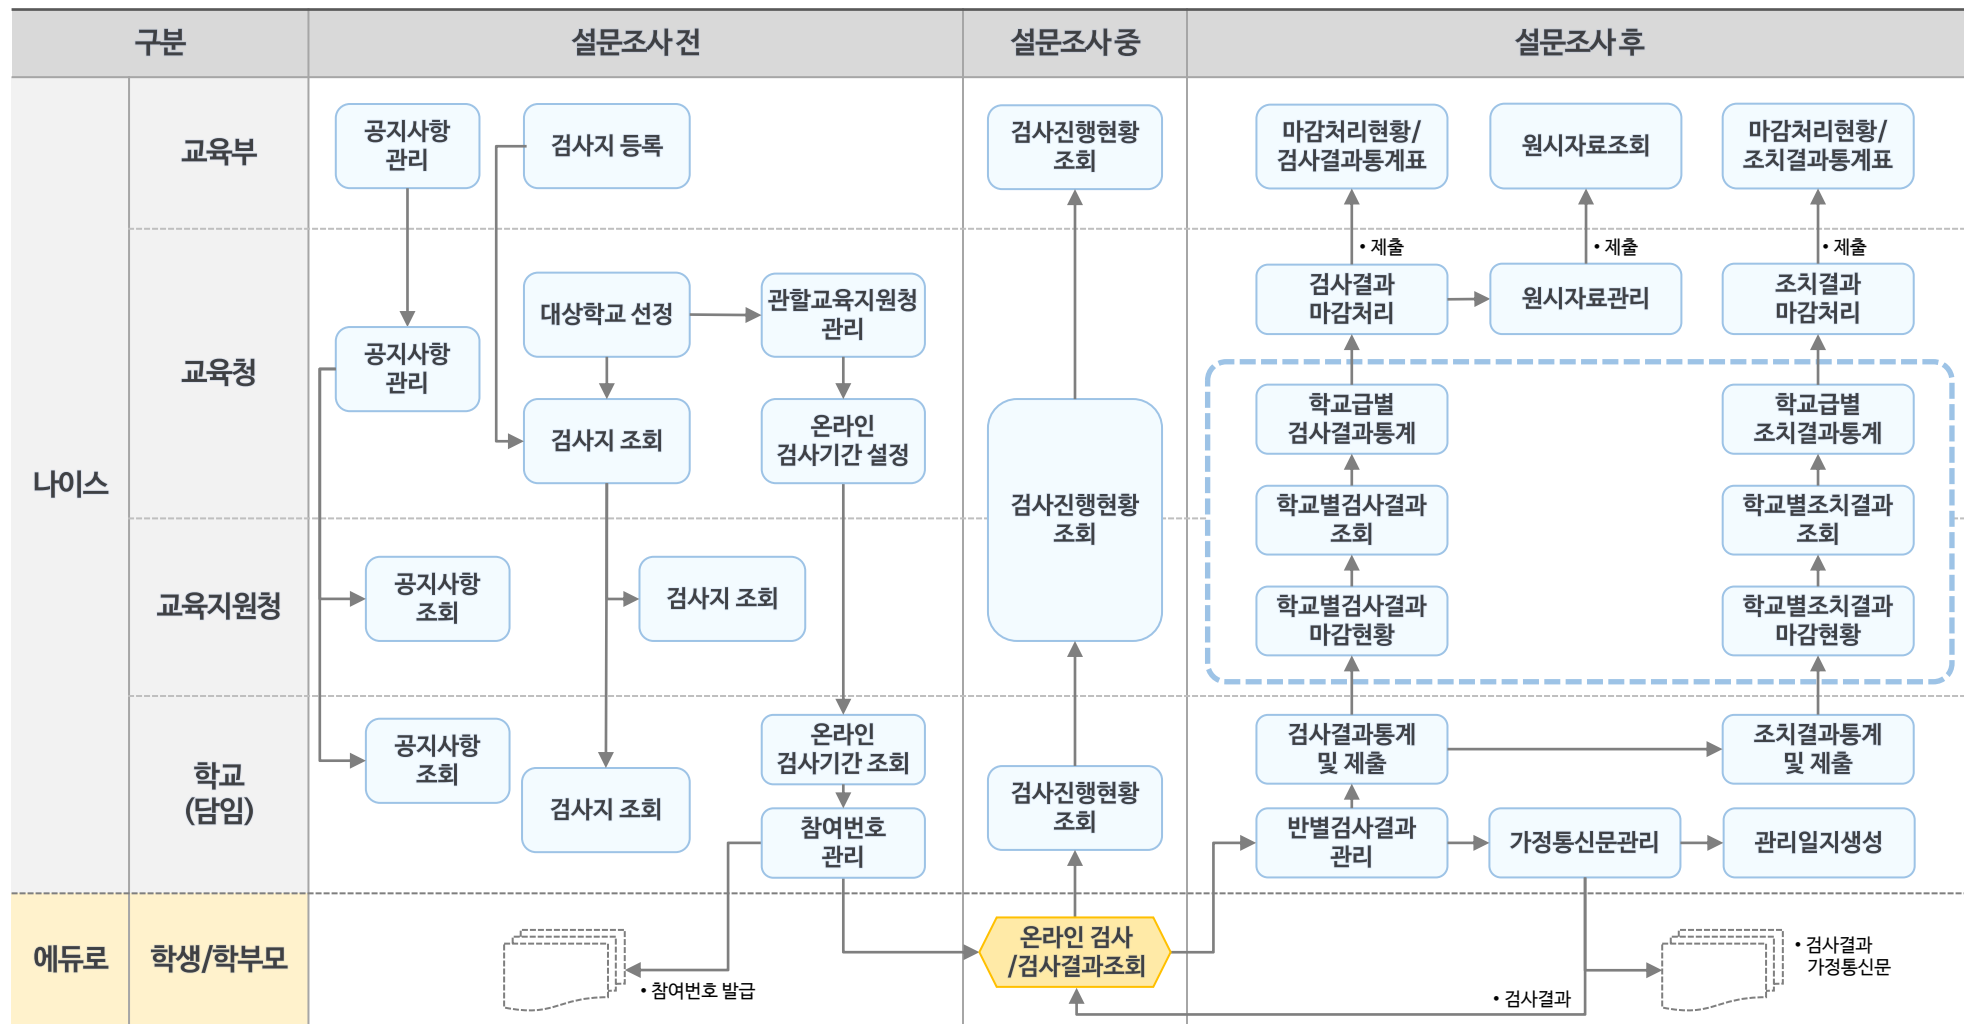 구분
설문조사 전
설문조사 중
설문조사 후
나이스
교육부
공지사항
관리
검사지 등록
검사진행현황
조회
마감처리현황/
검사결과통계표
원시자료조회
마감처리현황/
조치결과통계표
• 제출
• 제출
• 제출
교육청
대상학교 선정
관할교육지원청
관리
검사결과
마감처리
원시자료관리
조치결과
마감처리
공지사항
관리
검사지 조회
온라인
검사기간 설정
검사진행현황
조회
학교급별
검사결과통계
학교급별
조치결과통계
학교별검사결과
조회
학교별조치결과
조회
교육지원청
공지사항
조회
검사지 조회
학교별검사결과
마감현황
학교별조치결과
마감현황
학교
(담임)
공지사항
조회
검사지 조회
온라인
검사기간 조회
참여번호
관리
검사진행현황
조회
검사결과통계
및 제출
조치결과통계
및 제출
반별검사결과
관리
가정통신문관리
관리일지생성
에듀로
학생/학부모
• 참여번호 발급
온라인 검사
/검사결과조회
• 검사결과
• 검사결과
가정통신문